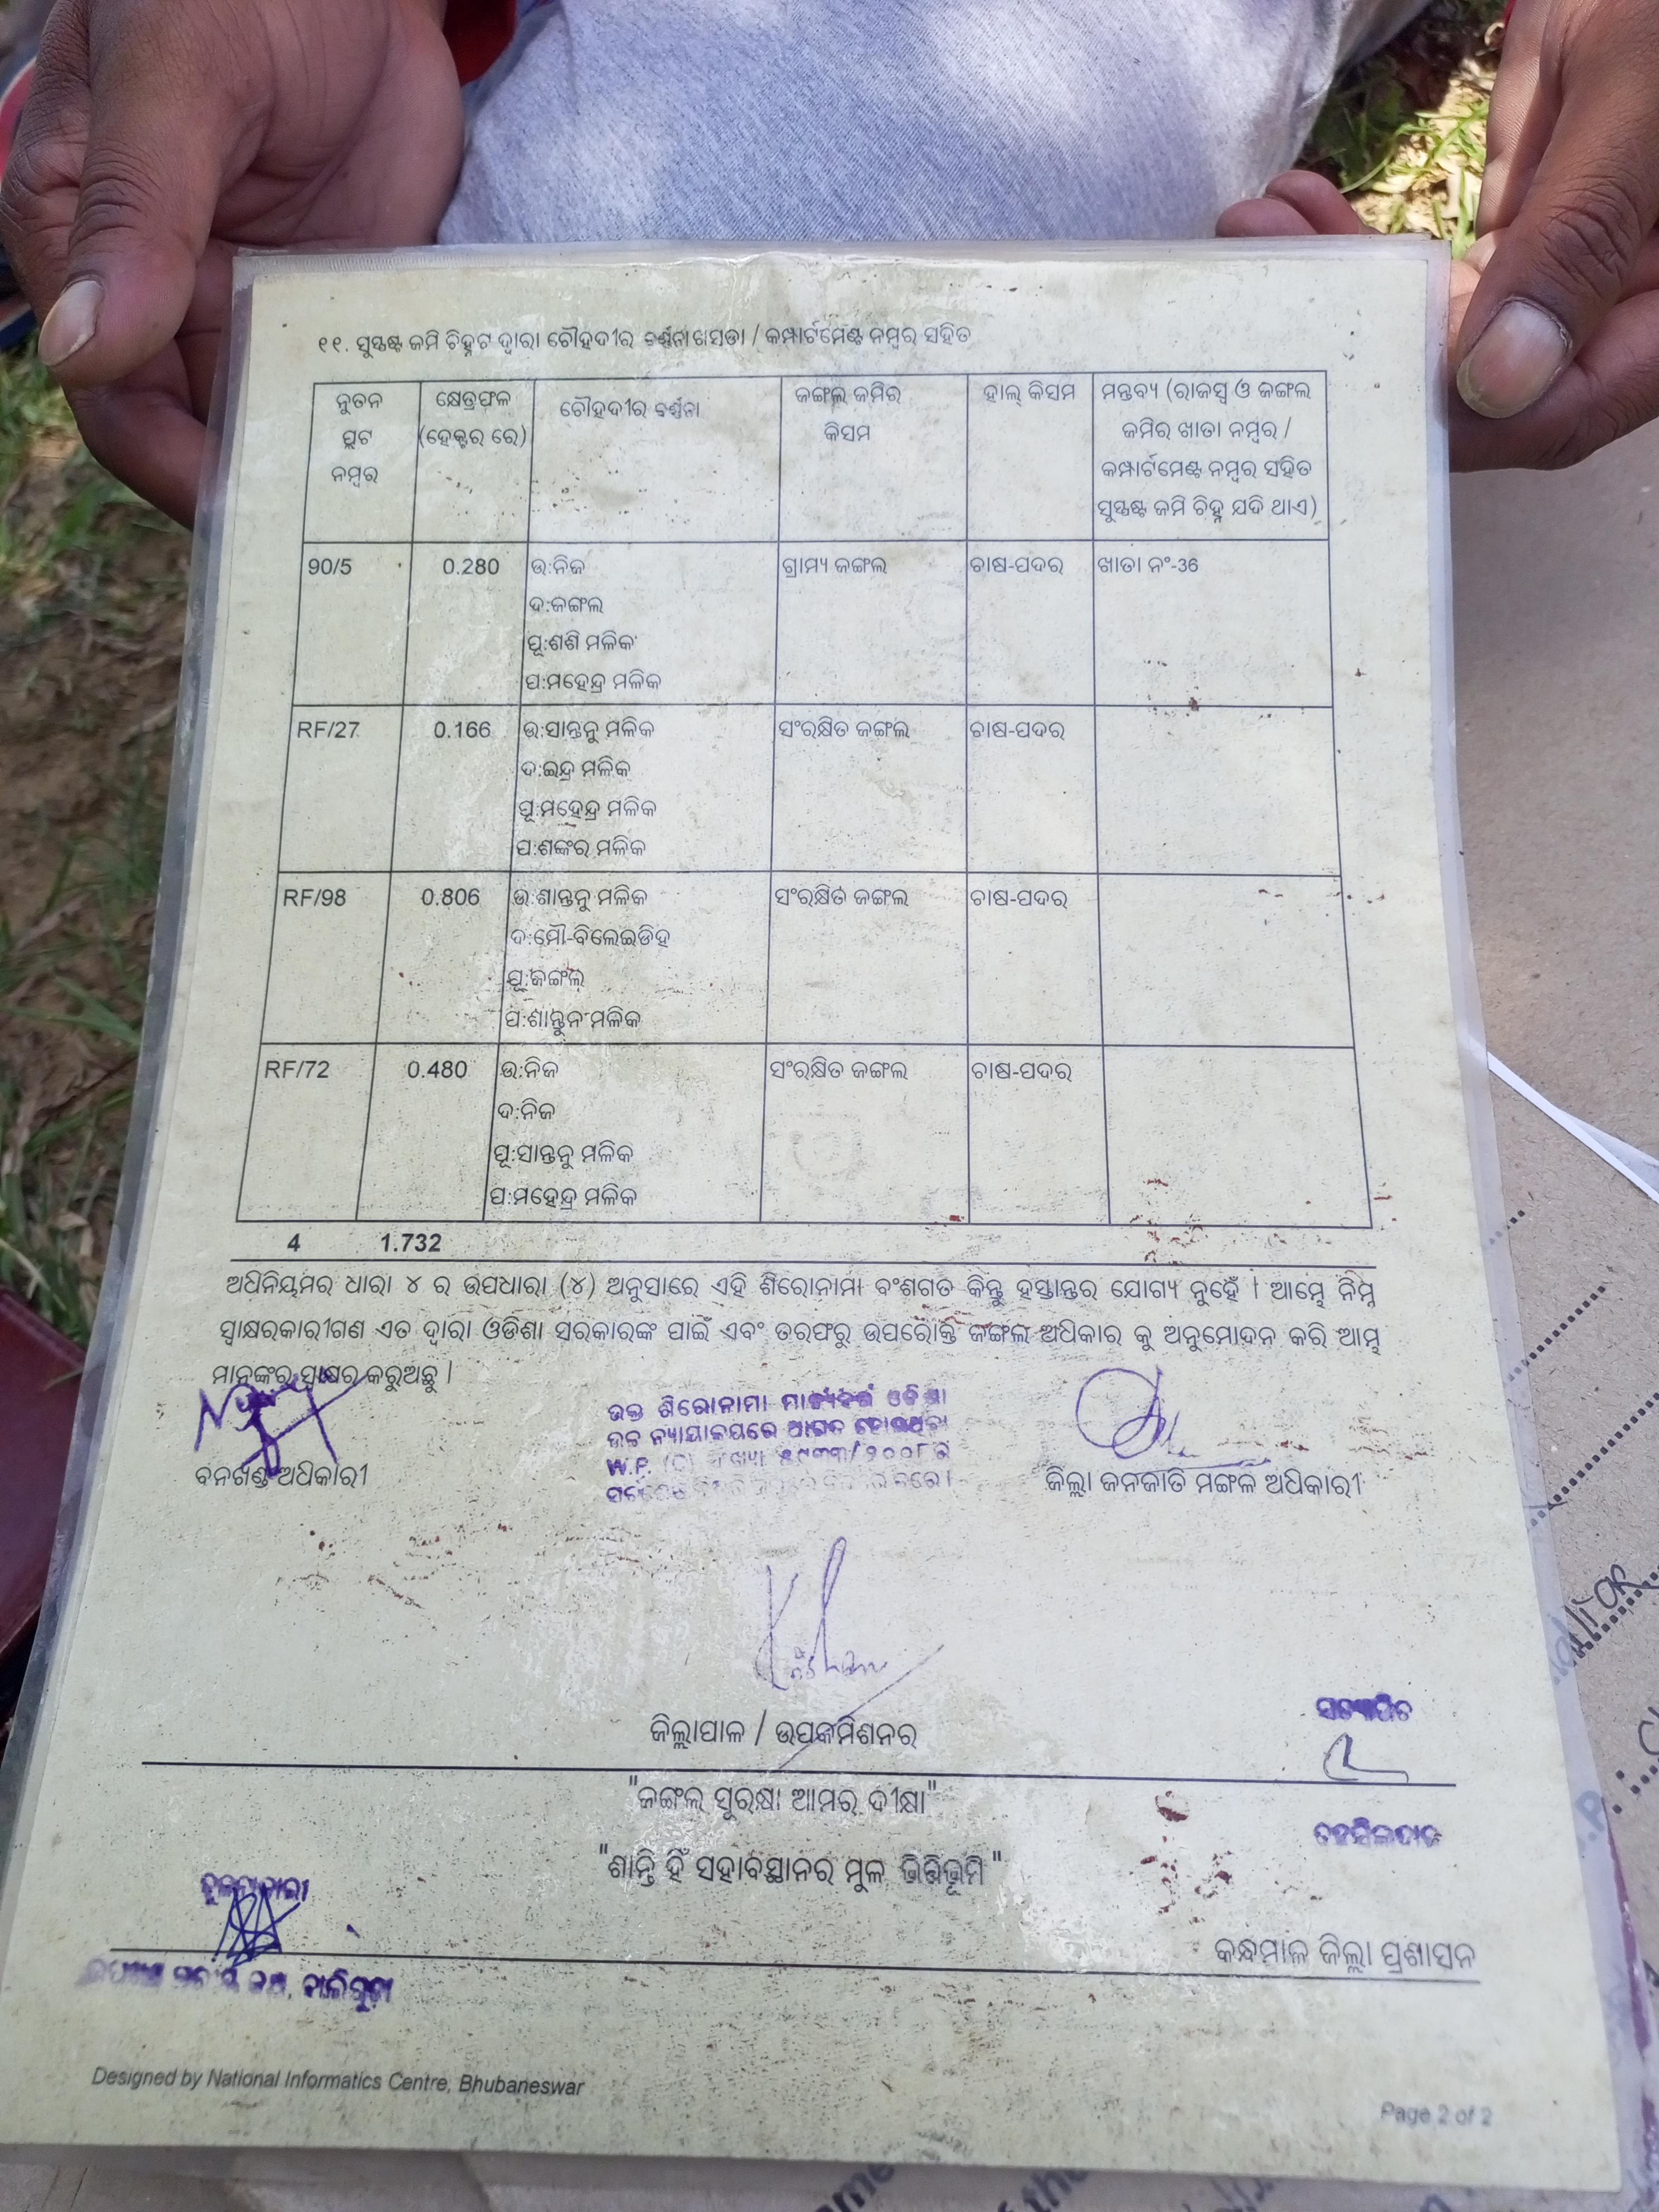 ୧୧. ସୁସ୍ପଷ୍ଟ ଜମି ଚିହ୍ନଟ ଦ୍ୱାରା ଚୌହଦୀର ବର୍ଣ୍ଣନା ଖସଡା / କମ୍ପାର୍ଟମେଣ୍ଟ ନମ୍ବର ସହିତ
ନୁତନ ପ୍ଲଟ ନମ୍ବର
କ୍ଷେତ୍ରଫଳ (ହେକ୍ଟର ରେ)
ଚୌହଦୀର ବର୍ଣ୍ଣନା
ଜଙ୍ଗଲ ଜମିର କିସମ
ହାଲ୍ କିସମ
ମନ୍ତବ୍ୟ (ରାଜସ୍ୱ ଓ ଜଙ୍ଗଲ
ଜମିର ଖାତା ନମ୍ବର /
କମ୍ପାର୍ଟମେଣ୍ଟ ନମ୍ବର ସହିତ
ସୁସ୍ପଷ୍ଟ ଜମି ଚିହ୍ନ ଯଦି ଥାଏ)
90/5 0.280 ଉ:ନିଜ ଗ୍ରାମ୍ୟ ଜଙ୍ଗଲ ଚାଷ-ପଦର ଖାତା ନଂ-36
ଦ:ଜଙ୍ଗଲ
ପୂ:ଶଶି ମଳିକ
ପ:ମହେନ୍ଦ୍ର ମଳିକ
RF/27 0.166 ଉ:ସାନ୍ତନୁ ମଳିକ ସଂରକ୍ଷିତ ଜଙ୍ଗଲ ଚାଷ-ପଦର
ଦ:ଇନ୍ଦ୍ର ମଳିକ
ପୂ:ମହେନ୍ଦ୍ର ମଳିକ
ପ:ଶଙ୍କର ମଳିକ
RF/98 0.806 ଉ:ଶାନ୍ତନୁ ମଳିକ ସଂରକ୍ଷିତ ଜଙ୍ଗଲ ଚାଷ-ପଦର
ଦ:ମୌ-ବିଲେଇଡିହ
ପୂ:ଜଙ୍ଗଲ
ପ:ଶାନ୍ତୁନ ମଳିକ
RF/72 0.480 ଉ:ନିଜ ସଂରକ୍ଷିତ ଜଙ୍ଗଲ ଚାଷ-ପଦର
ଦ:ନିଜ
ପୂ:ସାନ୍ତନୁ ମଳିକ
ପ:ମହେନ୍ଦ୍ର ମଳିକ
4 1.732
ଅଧିନିୟମର ଧାରା ୪ ର ଉପଧାରା (୪) ଅନୁସାରେ ଏହି ଶିରୋନାମା ବଂଶଗତ କିନ୍ତୁ ହସ୍ତାନ୍ତର ଯୋଗ୍ୟ ନୁହେଁ । ଆମ୍ଭେ ନିମ୍ନ
ସ୍ୱାକ୍ଷରକାରୀଗଣ ଏତ ଦ୍ୱାରା ଓଡିଶା ସରକାରଙ୍କ ପାଇଁ ଏବଂ ତରଫରୁ ଉପରୋକ୍ତ ଜଙ୍ଗଲ ଅଧିକାର କୁ ଅନୁମୋଦନ କରି ଆମ୍ଭ
ମାନଙ୍କର ସ୍ୱାକ୍ଷର କରୁଅଛୁ ।
ଉକ୍ତ ଶିରୋନାମା
ଉଚ୍ଚ ନ୍ୟାୟାଳୟରେ
W.P.
ବନଖଣ୍ଡ ଅଧିକାରୀ
ଜିଲ୍ଲା ଜନଜାତି ମଙ୍ଗଳ ଅଧିକାରୀ
ଜିଲ୍ଲାପାଳ / ଉପକମିଶନର
"ଜଙ୍ଗଲ ସୁରକ୍ଷା ଆମର ଦୀକ୍ଷା"
ତହସିଲଦାର
"ଶାନ୍ତି ହିଁ ସହାବସ୍ଥାନର ମୂଳ ଭିତ୍ତିଭୂମି"
କନ୍ଧମାଳ ଜିଲ୍ଲା ପ୍ରଶାସନ
Designed by National Informatics Centre, Bhubaneswar
Page 2 of 2